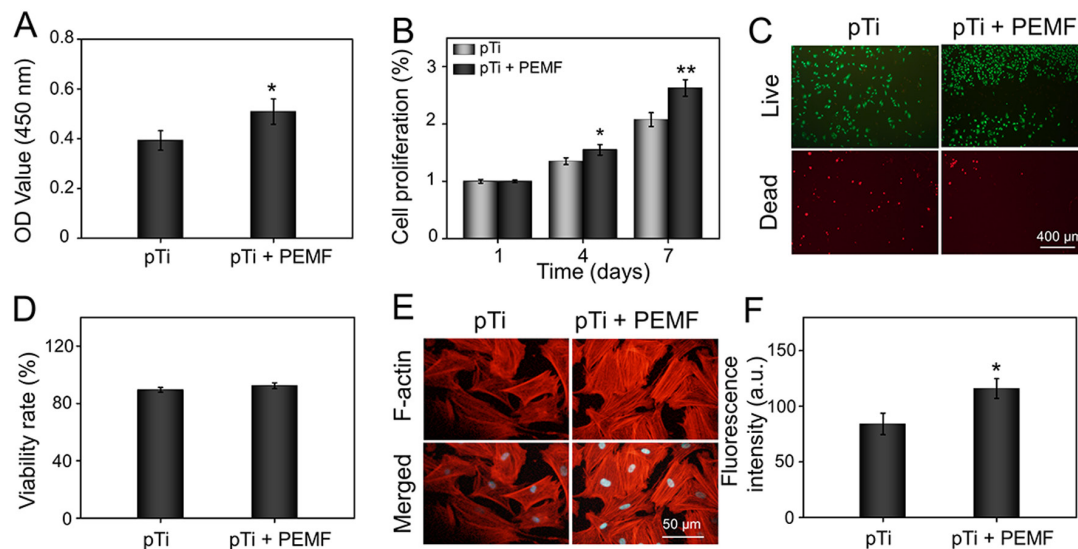 A
OD Value (450 nm)
0.8
0.6
0.4
0.2
0
*
pTi
pTi + PEMF
B
Cell proliferation (%)
pTi
pTi + PEMF
3
2
1
0
*
**
1
4
7
Time (days)
C
pTi
pTi + PEMF
Live
Dead
400 μm
D
Viability rate (%)
120
80
40
0
pTi
pTi + PEMF
E
pTi
pTi + PEMF
F-actin
Merged
50 μm
F
Fluorescence
intensity (a.u.)
150
100
50
0
*
pTi
pTi + PEMF